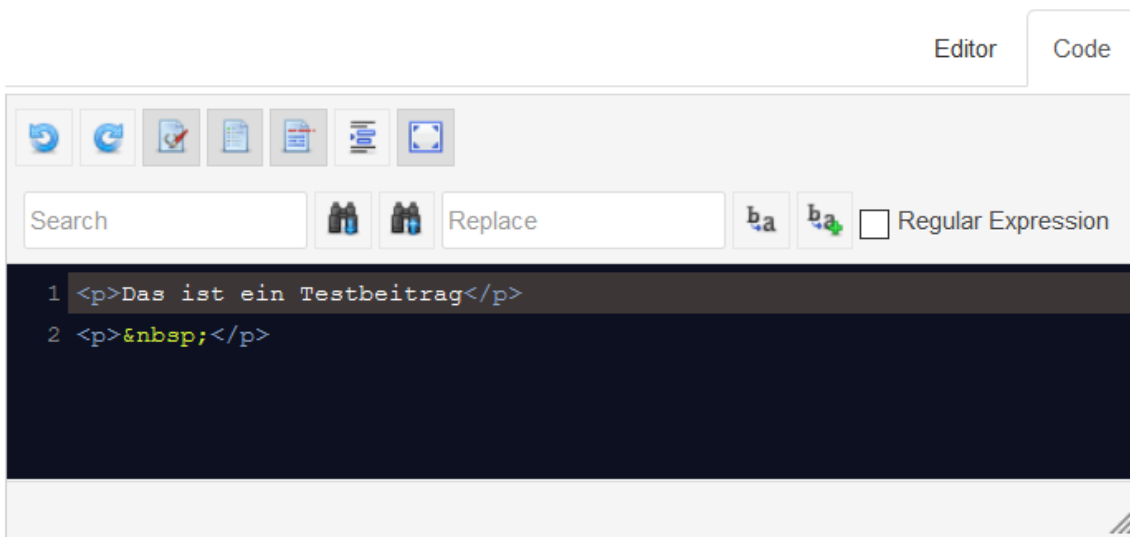 Editor Code
Search Replace b a b a Regular Expression
1 <p>Das ist ein Testbeitrag</p>
2 <p>&nbsp;</p>